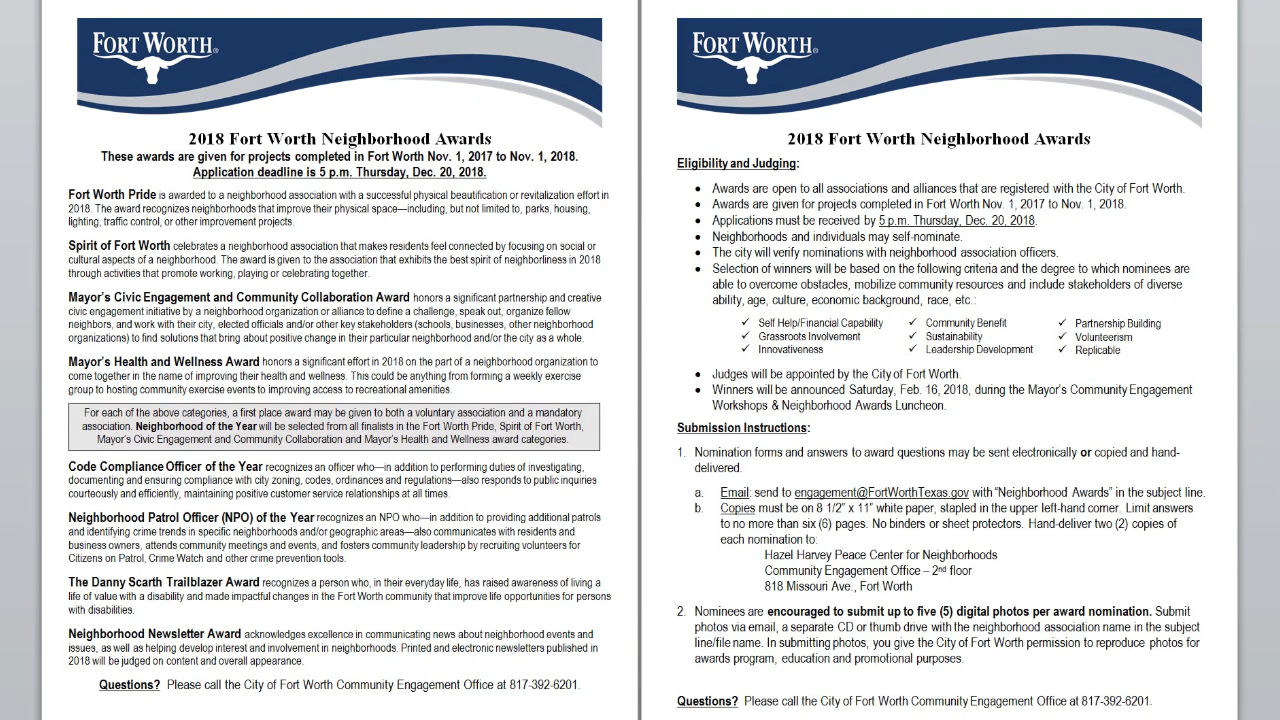 FORT WORTH®
2018 Fort Worth Neighborhood Awards
These awards are given for projects completed in Fort Worth Nov. 1, 2017 to Nov. 1, 2018.
Application deadline is 5 p.m. Thursday, Dec. 20, 2018.
Fort Worth Pride is awarded to a neighborhood association with a successful physical beautification or revitalization effort in
2018. The award recognizes neighborhoods that improve their physical space—including, but not limited to, parks, housing,
lighting, traffic control, or other improvement projects.
Spirit of Fort Worth celebrates a neighborhood association that makes residents feel connected by focusing on social or
cultural aspects of a neighborhood. The award is given to the association that exhibits the best spirit of neighborliness in 2018
through activities that promote working, playing or celebrating together.
Mayor's Civic Engagement and Community Collaboration Award honors a significant partnership and creative
civic engagement initiative by a neighborhood organization or alliance to define a challenge, speak out, organize fellow
neighbors, and work with their city, elected officials and/or other key stakeholders (schools, businesses, other neighborhood
organizations) to find solutions that bring about positive change in their particular neighborhood and/or the city as a whole.
Mayor's Health and Wellness Award honors a significant effort in 2018 on the part of a neighborhood organization to
come together in the name of improving their health and wellness. This could be anything from forming a weekly exercise
group to hosting community exercise events to improving access to recreational amenities.
For each of the above categories, a first place award may be given to both a voluntary association and a mandatory
association. Neighborhood of the Year will be selected from all finalists in the Fort Worth Pride, Spirit of Fort Worth,
Mayor's Civic Engagement and Community Collaboration and Mayor's Health and Wellness award categories.
Code Compliance Officer of the Year recognizes an officer who—in addition to performing duties of investigating,
documenting and ensuring compliance with city zoning, codes, ordinances and regulations—also responds to public inquiries
courteously and efficiently, maintaining positive customer service relationships at all times.
Neighborhood Patrol Officer (NPO) of the Year recognizes an NPO who—in addition to providing additional patrols
and identifying crime trends in specific neighborhoods and/or geographic areas—also communicates with residents and
business owners, attends community meetings and events, and fosters community leadership by recruiting volunteers for
Citizens on Patrol, Crime Watch and other crime prevention tools.
The Danny Scarth Trailblazer Award recognizes a person who, in their everyday life, has raised awareness of living a
life of value with a disability and made impactful changes in the Fort Worth community that improve life opportunities for persons
with disabilities.
Neighborhood Newsletter Award acknowledges excellence in communicating news about neighborhood events and
issues, as well as helping develop interest and involvement in neighborhoods. Printed and electronic newsletters published in
2018 will be judged on content and overall appearance.
Questions? Please call the City of Fort Worth Community Engagement Office at 817-392-6201.
FORT WORTH®
2018 Fort Worth Neighborhood Awards
Eligibility and Judging:
• Awards are open to all associations and alliances that are registered with the City of Fort Worth.
• Awards are given for projects completed in Fort Worth Nov. 1, 2017 to Nov. 1, 2018.
• Applications must be received by 5 p.m. Thursday, Dec. 20, 2018.
• Neighborhoods and individuals may self-nominate.
• The city will verify nominations with neighborhood association officers.
• Selection of winners will be based on the following criteria and the degree to which nominees are
able to overcome obstacles, mobilize community resources and include stakeholders of diverse
ability, age, culture, economic background, race, etc.:
✓ Self Help/Financial Capability ✓ Community Benefit ✓ Partnership Building
✓ Grassroots Involvement ✓ Sustainability ✓ Volunteerism
✓ Innovativeness ✓ Leadership Development ✓ Replicable
• Judges will be appointed by the City of Fort Worth.
• Winners will be announced Saturday, Feb. 16, 2018, during the Mayor's Community Engagement
Workshops & Neighborhood Awards Luncheon.
Submission Instructions:
1. Nomination forms and answers to award questions may be sent electronically or copied and hand-
delivered.
a. Email: send to engagement@FortWorthTexas.gov with "Neighborhood Awards" in the subject line.
b. Copies must be on 8 1/2" x 11" white paper, stapled in the upper left-hand corner. Limit answers
to no more than six (6) pages. No binders or sheet protectors. Hand-deliver two (2) copies of
each nomination to:
Hazel Harvey Peace Center for Neighborhoods
Community Engagement Office – 2nd floor
818 Missouri Ave., Fort Worth
2. Nominees are encouraged to submit up to five (5) digital photos per award nomination. Submit
photos via email, a separate CD or thumb drive with the neighborhood association name in the subject
line/file name. In submitting photos, you give the City of Fort Worth permission to reproduce photos for
awards program, education and promotional purposes.
Questions? Please call the City of Fort Worth Community Engagement Office at 817-392-6201.